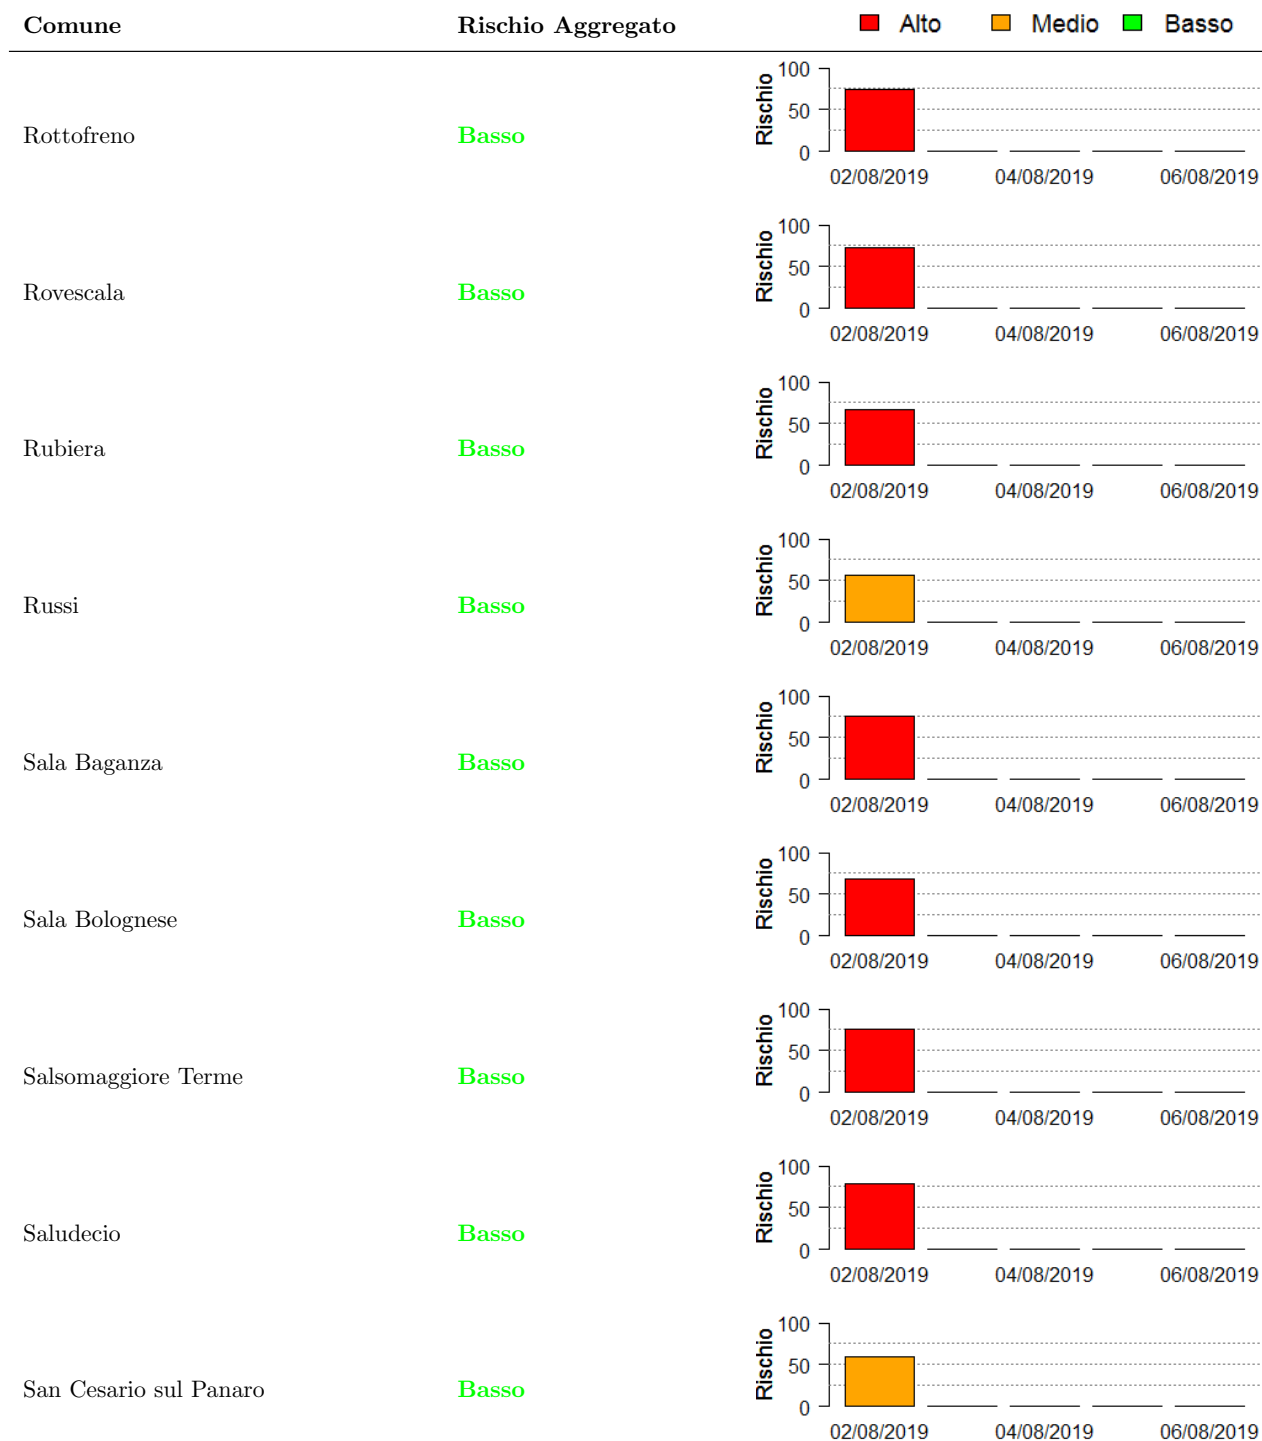 Comune Rischio Aggregato Alto Medio Basso
100
50
0
Rischio
Rottofreno Basso
02/08/2019 04/08/2019 06/08/2019
100
50
0
Rischio
Rovescala Basso
02/08/2019 04/08/2019 06/08/2019
100
50
0
Rischio
Rubiera Basso
02/08/2019 04/08/2019 06/08/2019
100
50
0
Rischio
Russi Basso
02/08/2019 04/08/2019 06/08/2019
100
50
0
Rischio
Sala Baganza Basso
02/08/2019 04/08/2019 06/08/2019
100
50
0
Rischio
Sala Bolognese Basso
02/08/2019 04/08/2019 06/08/2019
100
50
0
Rischio
Salsomaggiore Terme Basso
02/08/2019 04/08/2019 06/08/2019
100
50
0
Rischio
Saludecio Basso
02/08/2019 04/08/2019 06/08/2019
100
50
0
Rischio
San Cesario sul Panaro Basso
02/08/2019 04/08/2019 06/08/2019